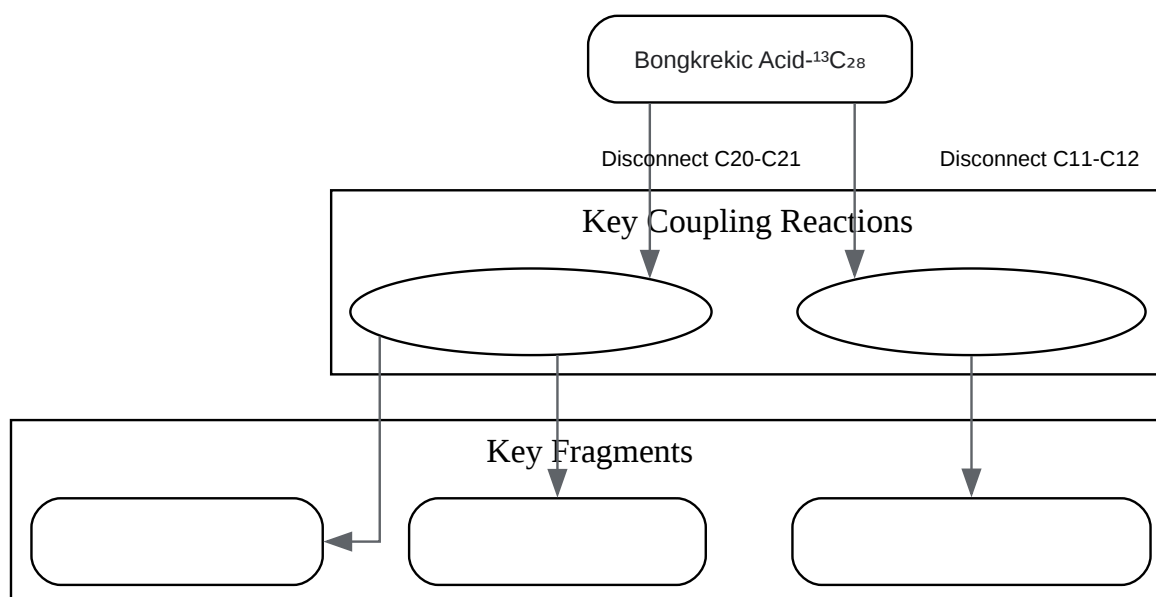 Bongkrekic Acid-¹³C₂₈
Disconnect C20-C21
Disconnect C11-C12
Key Coupling Reactions
Key Fragments